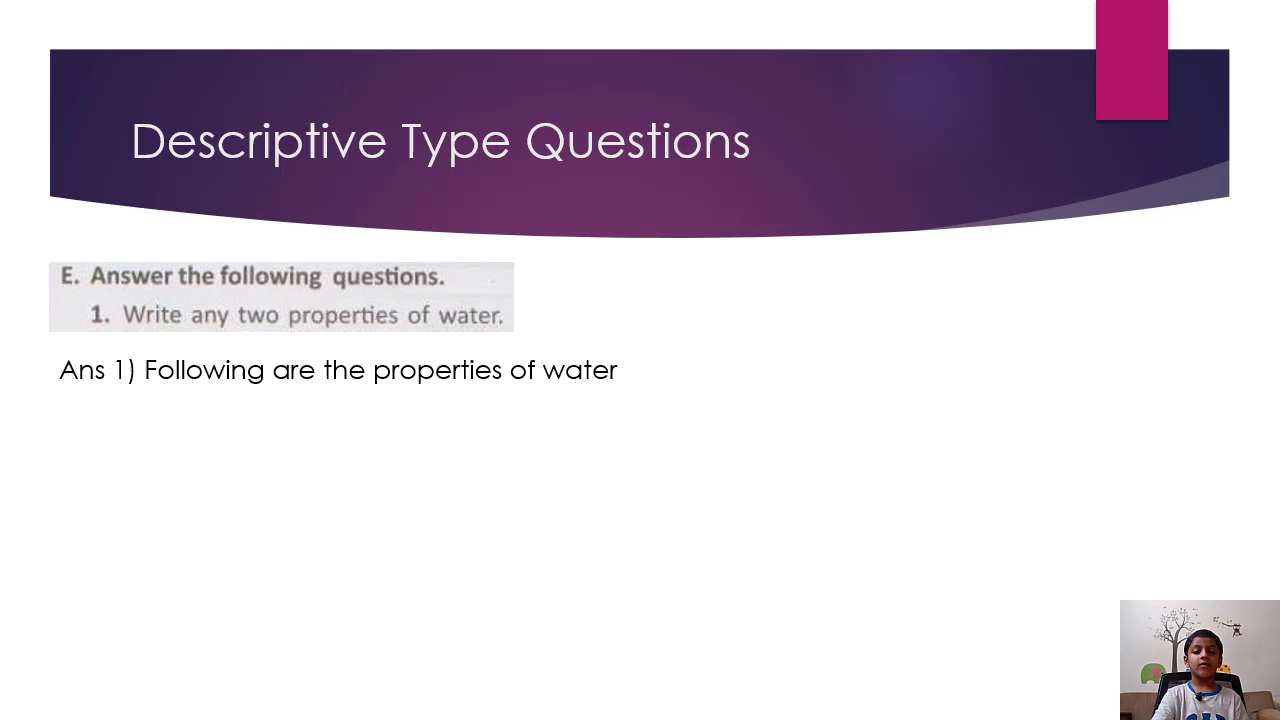 Descriptive Type Questions
E. Answer the following questions.
1. Write any two properties of water.
Ans 1) Following are the properties of water